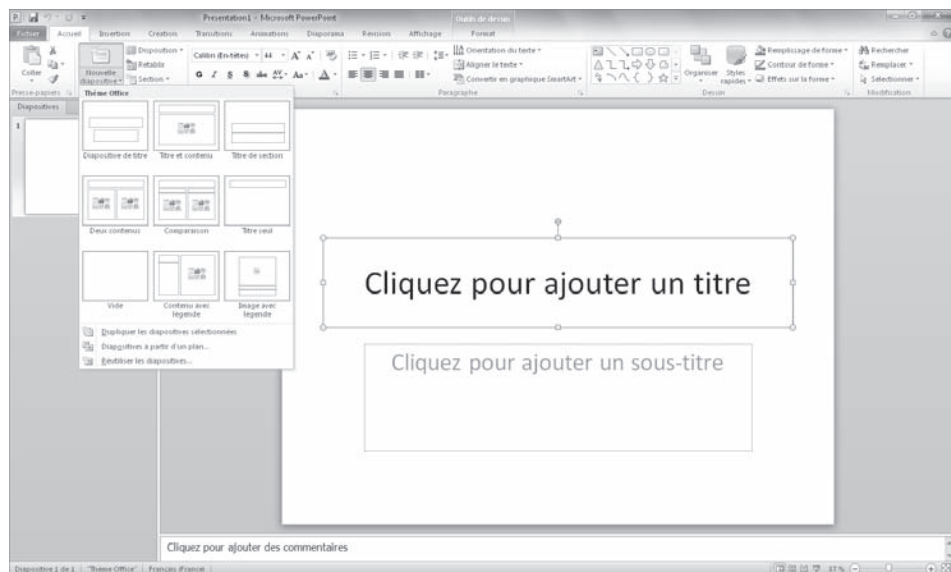 Presentation1 - Microsoft PowerPoint
Outils de dessin
Fichier Accueil Insertion Création Transitions Animations Diaporama Révision Affichage Format
Coller
Nouvelle diapositive
Disposition
Rétablir
Section
Calibri (En-têtes) 44
G I S S abc AV Aa A
Orientation du texte
Aligner le texte
Convertir en graphique SmartArt
Organiser
Styles rapides
Remplissage de forme
Contour de forme
Effets sur la forme
Rechercher
Remplacer
Sélectionner
Presse-papiers
Paragraphe
Dessin
Modification
Diapositives
1
Thème Office
Diapositive de titre Titre et contenu Titre de section
Deux contenus Comparaison Titre seul
Vide Contenu avec légende Image avec légende
Dupliquer les diapositives sélectionnées
Diapositives à partir d'un plan...
Réutiliser les diapositives...
Cliquez pour ajouter un titre
Cliquez pour ajouter un sous-titre
Cliquez pour ajouter des commentaires
Diapositive 1 de 1 "Thème Office" Français (France)